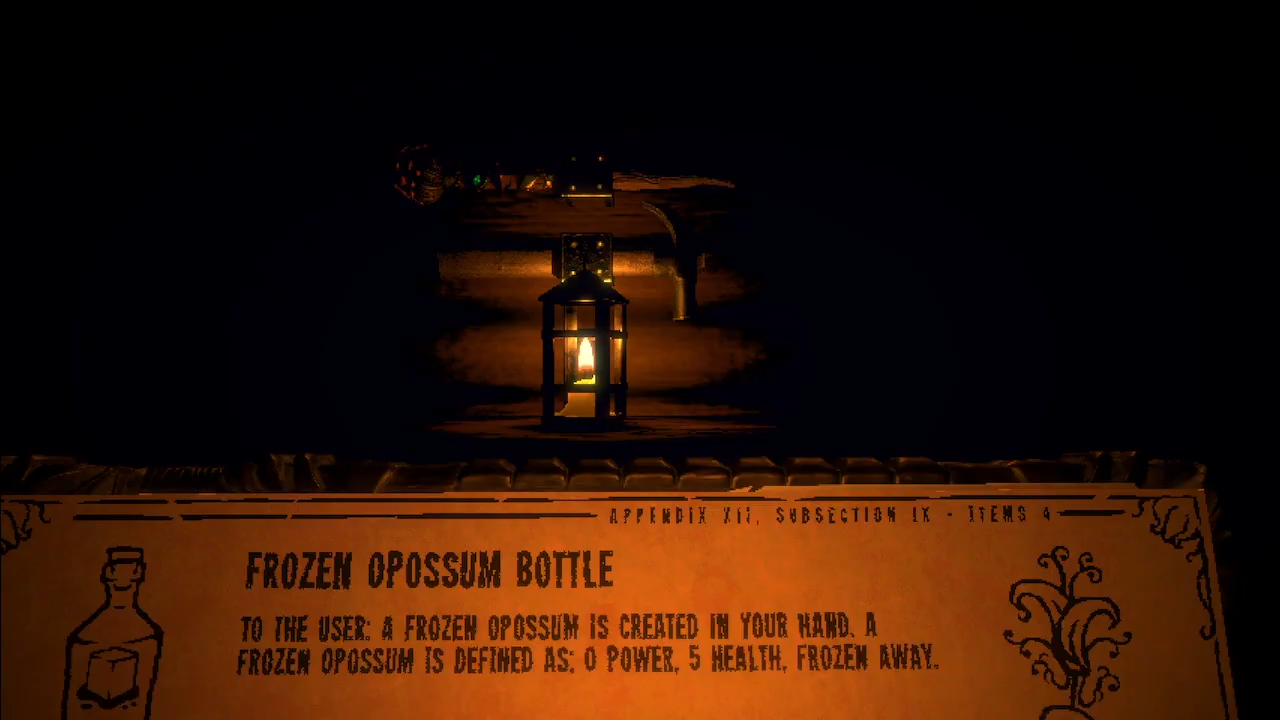 APPENDIX XII, SUBSECTION IX - ITEMS 4
FROZEN OPOSSUM BOTTLE
TO THE USER: A FROZEN OPOSSUM IS CREATED IN YOUR HAND. A
FROZEN OPOSSUM IS DEFINED AS: 0 POWER, 5 HEALTH, FROZEN AWAY.